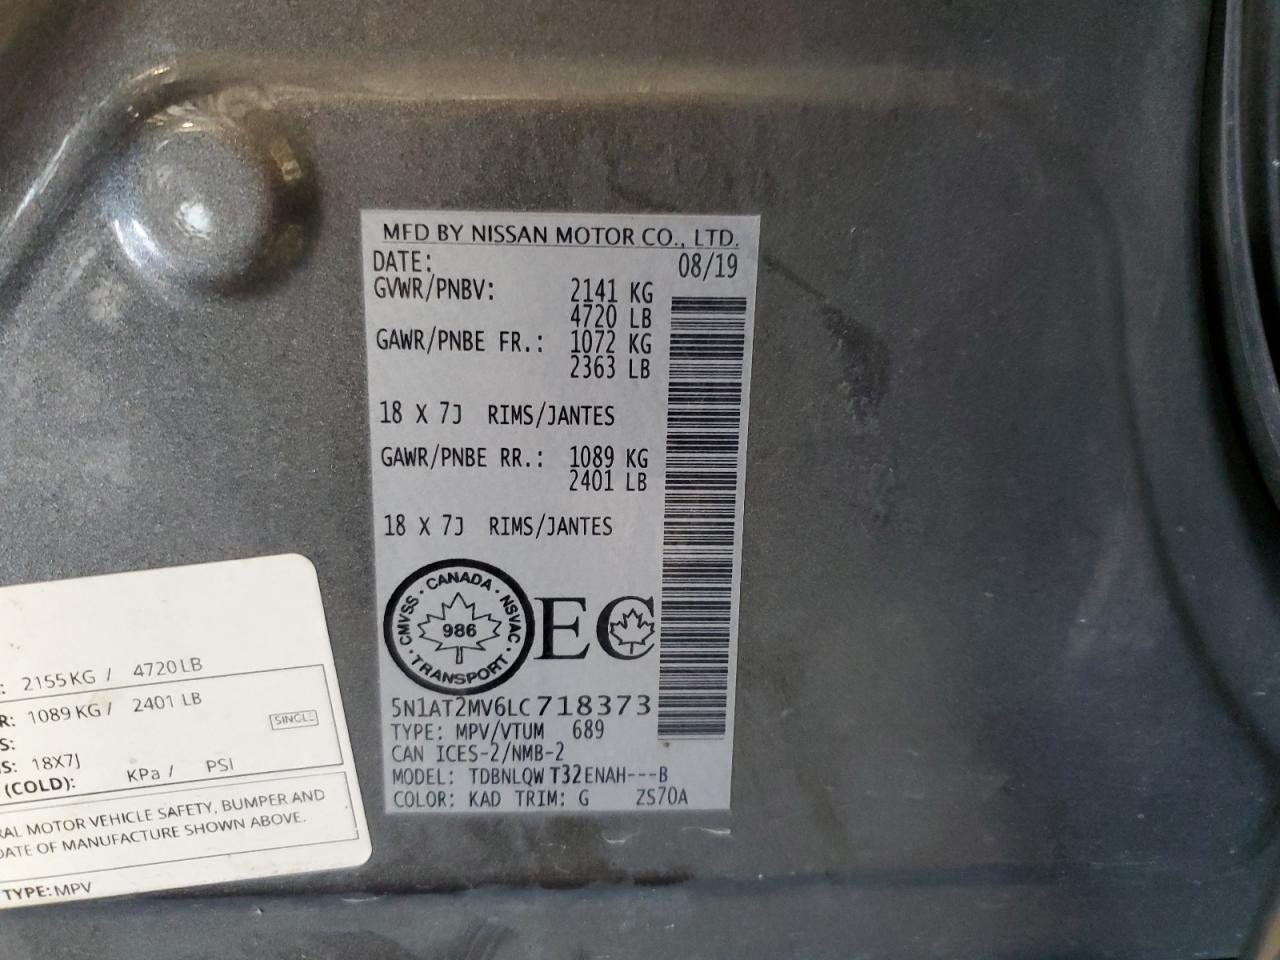 MFD BY NISSAN MOTOR CO., LTD.
DATE: 08/19
GVWR/PNBV: 2141 KG
4720 LB
GAWR/PNBE FR.: 1072 KG
2363 LB
18 X 7J RIMS/JANTES
GAWR/PNBE RR.: 1089 KG
2401 LB
18 X 7J RIMS/JANTES
CMVSS · CANADA · NSVAC · TRANSPORT ·
986
EC
5N1AT2MV6LC718373
TYPE: MPV/VTUM 689
CAN ICES-2/NMB-2
MODEL: TDBNLQW T32ENAH---B
COLOR: KAD TRIM: G ZS70A
: 2155KG / 4720LB
R: 1089KG / 2401 LB
SINGLE
S:
S: 18X7J
(COLD): KPa / PSI
RAL MOTOR VEHICLE SAFETY, BUMPER AND
DATE OF MANUFACTURE SHOWN ABOVE.
TYPE:MPV